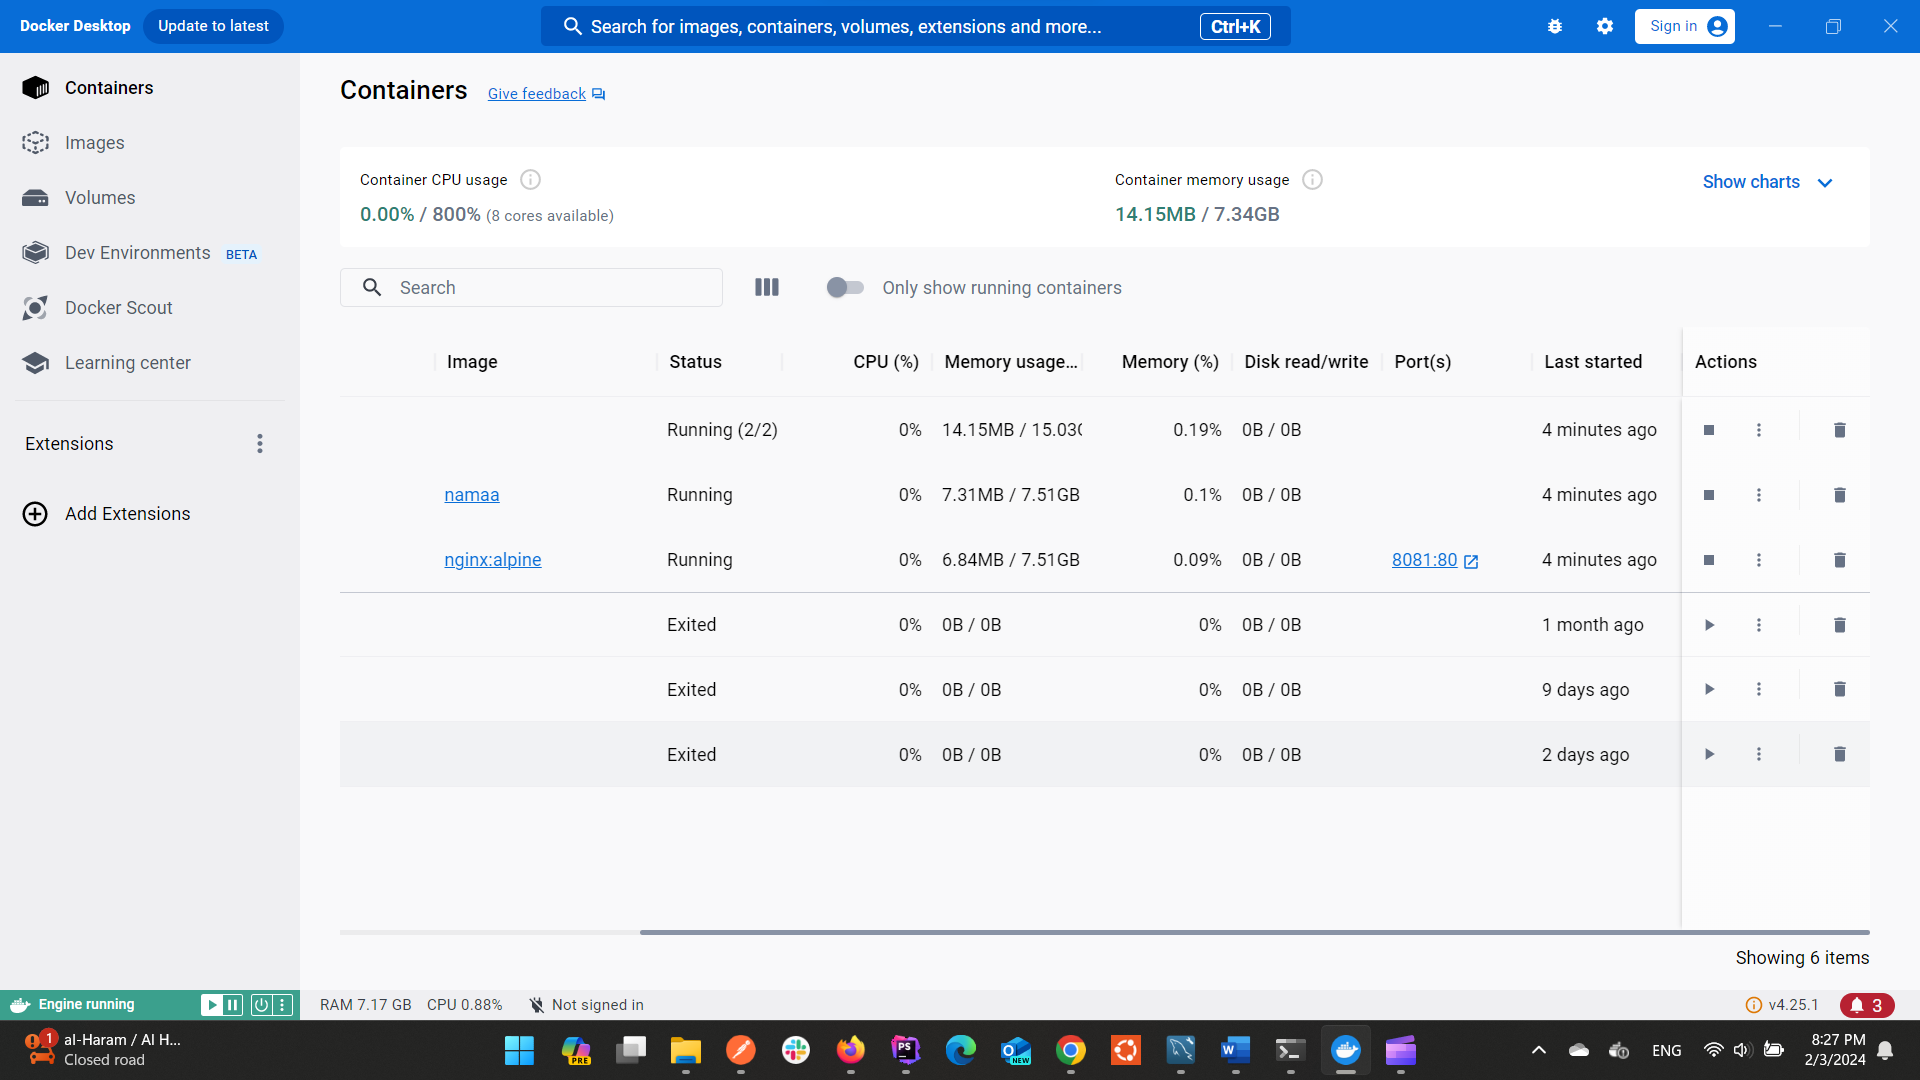 Docker Desktop Update to latest Search for images, containers, volumes, extensions and more... Ctrl+K Sign in
Containers
Images
Volumes
Dev Environments BETA
Docker Scout
Learning center
Extensions
Add Extensions
Containers Give feedback
Container CPU usage
0.00% / 800% (8 cores available)
Container memory usage
14.15MB / 7.34GB
Show charts
Search
Only show running containers
Image Status CPU (%) Memory usage... Memory (%) Disk read/write Port(s) Last started Actions
Running (2/2) 0% 14.15MB / 15.03 0.19% 0B / 0B 4 minutes ago
namaa Running 0% 7.31MB / 7.51GB 0.1% 0B / 0B 4 minutes ago
nginx:alpine Running 0% 6.84MB / 7.51GB 0.09% 0B / 0B 8081:80 4 minutes ago
Exited 0% 0B / 0B 0% 0B / 0B 1 month ago
Exited 0% 0B / 0B 0% 0B / 0B 9 days ago
Exited 0% 0B / 0B 0% 0B / 0B 2 days ago
Showing 6 items
Engine running RAM 7.17 GB CPU 0.88% Not signed in v4.25.1 3
1 al-Haram / Al H...
Closed road
PRE
PS
NEW
W
ENG
8:27 PM
2/3/2024